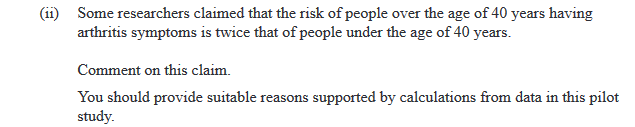 (ii) Some researchers claimed that the risk of people over the age of 40 years having
arthritis symptoms is twice that of people under the age of 40 years.
Comment on this claim.
You should provide suitable reasons supported by calculations from data in this pilot
study.